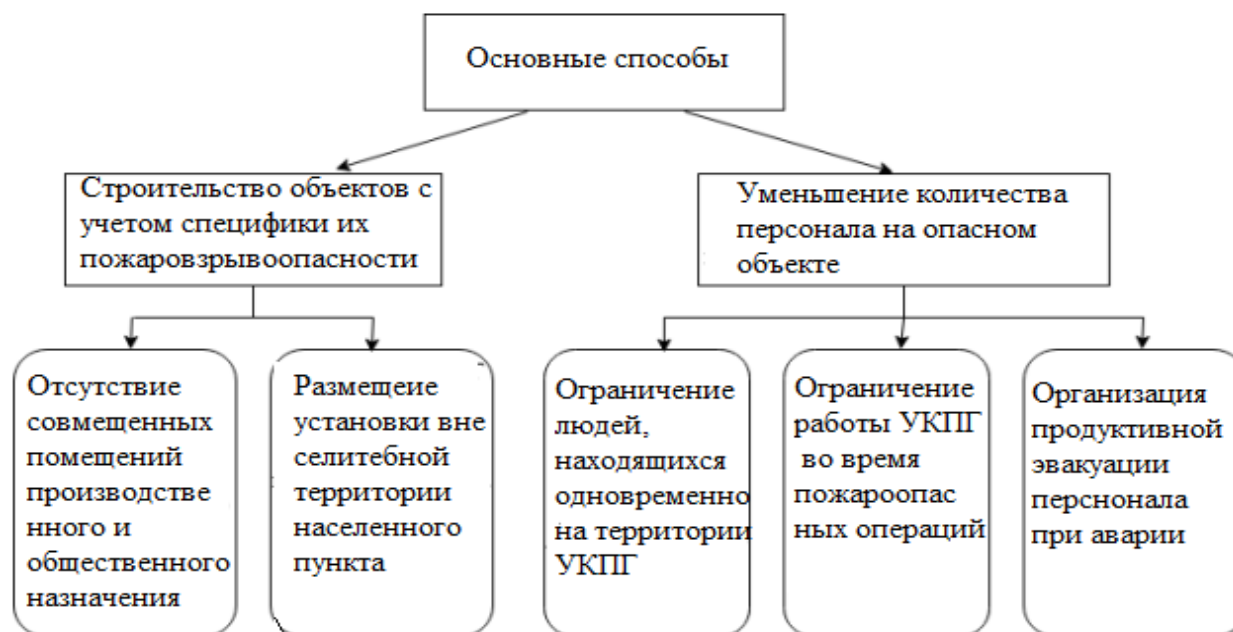 Основные способы
Строительство объектов с
учетом специфики их
пожаровзрывоопасности
Уменьшение количества
персонала на опасном
объекте
Отсутствие
совмещенных
помещений
производстве
нного и
общественного
назначения
Размещеие
установки вне
селитебной
территории
населенного
пункта
Ограничение
людей,
находящихся
одновременно
на территории
УКПГ
Ограничение
работы УКПГ
во время
пожароопас
ных операций
Организация
продуктивной
эвакуации
перснонала
при аварии